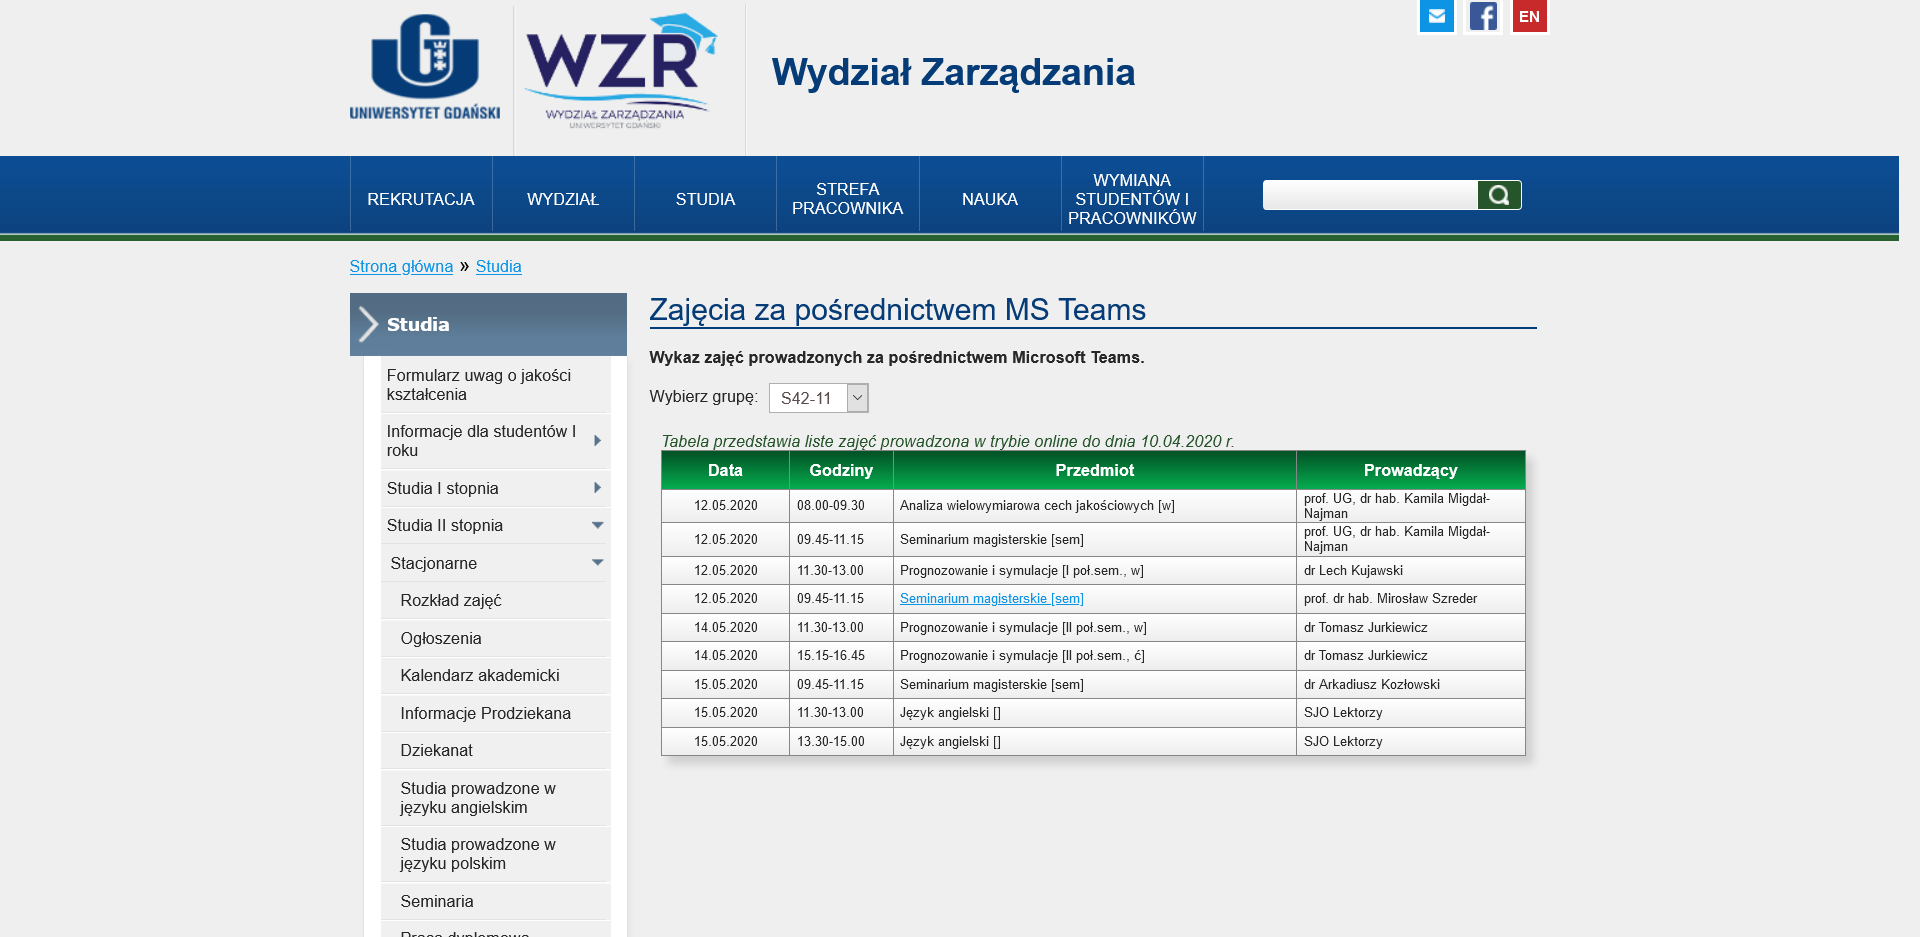 UNIWERSYTET GDAŃSKI
WZR
WYDZIAŁ ZARZĄDZANIA
UNIWERSYTET GDAŃSKI
Wydział Zarządzania
EN
REKRUTACJA
WYDZIAŁ
STUDIA
STREFA
PRACOWNIKA
NAUKA
WYMIANA
STUDENTÓW I
PRACOWNIKÓW
Strona główna » Studia
Studia
Formularz uwag o jakości
kształcenia
Informacje dla studentów I
roku
Studia I stopnia
Studia II stopnia
Stacjonarne
Rozkład zajęć
Ogłoszenia
Kalendarz akademicki
Informacje Prodziekana
Dziekanat
Studia prowadzone w
języku angielskim
Studia prowadzone w
języku polskim
Seminaria
Zajęcia za pośrednictwem MS Teams
Wykaz zajęć prowadzonych za pośrednictwem Microsoft Teams.
Wybierz grupę: S42-11
Tabela przedstawia liste zajęć prowadzona w trybie online do dnia 10.04.2020 r.
Data Godziny Przedmiot Prowadzący
12.05.2020 08.00-09.30 Analiza wielowymiarowa cech jakościowych [w] prof. UG, dr hab. Kamila Migdał-
Najman
12.05.2020 09.45-11.15 Seminarium magisterskie [sem] prof. UG, dr hab. Kamila Migdał-
Najman
12.05.2020 11.30-13.00 Prognozowanie i symulacje [I poł.sem., w] dr Lech Kujawski
12.05.2020 09.45-11.15 Seminarium magisterskie [sem] prof. dr hab. Mirosław Szreder
14.05.2020 11.30-13.00 Prognozowanie i symulacje [II poł.sem., w] dr Tomasz Jurkiewicz
14.05.2020 15.15-16.45 Prognozowanie i symulacje [II poł.sem., ć] dr Tomasz Jurkiewicz
15.05.2020 09.45-11.15 Seminarium magisterskie [sem] dr Arkadiusz Kozłowski
15.05.2020 11.30-13.00 Język angielski [] SJO Lektorzy
15.05.2020 13.30-15.00 Język angielski [] SJO Lektorzy